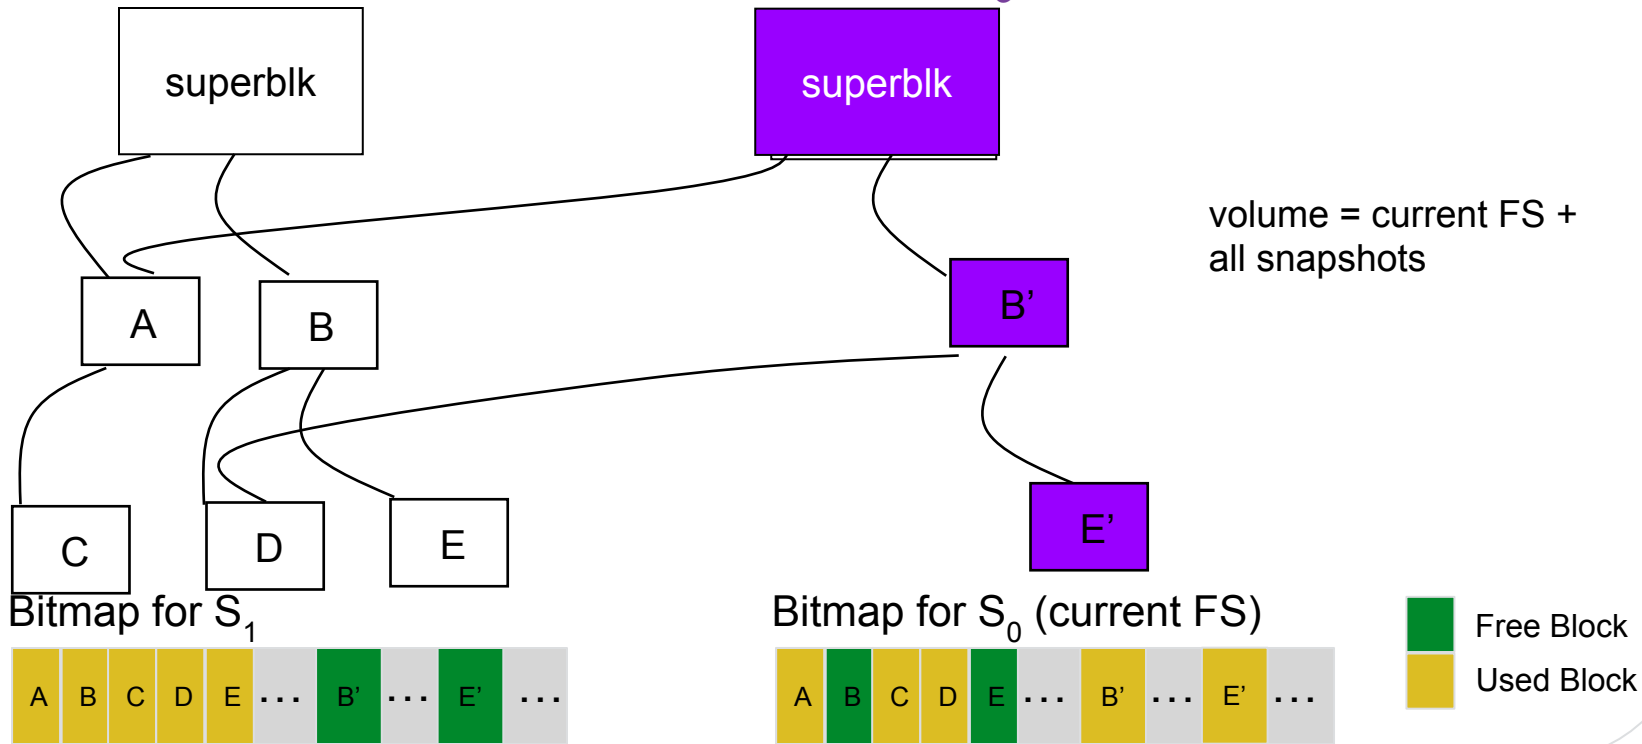 superblk
superblk
volume = current FS +
all snapshots
A
B
B’
C
D
E
E’
Bitmap for S1
Bitmap for S0 (current FS)
A B C D E ... B’ ... E’ ...
A B C D E ... B’ ... E’ ...
Free Block
Used Block